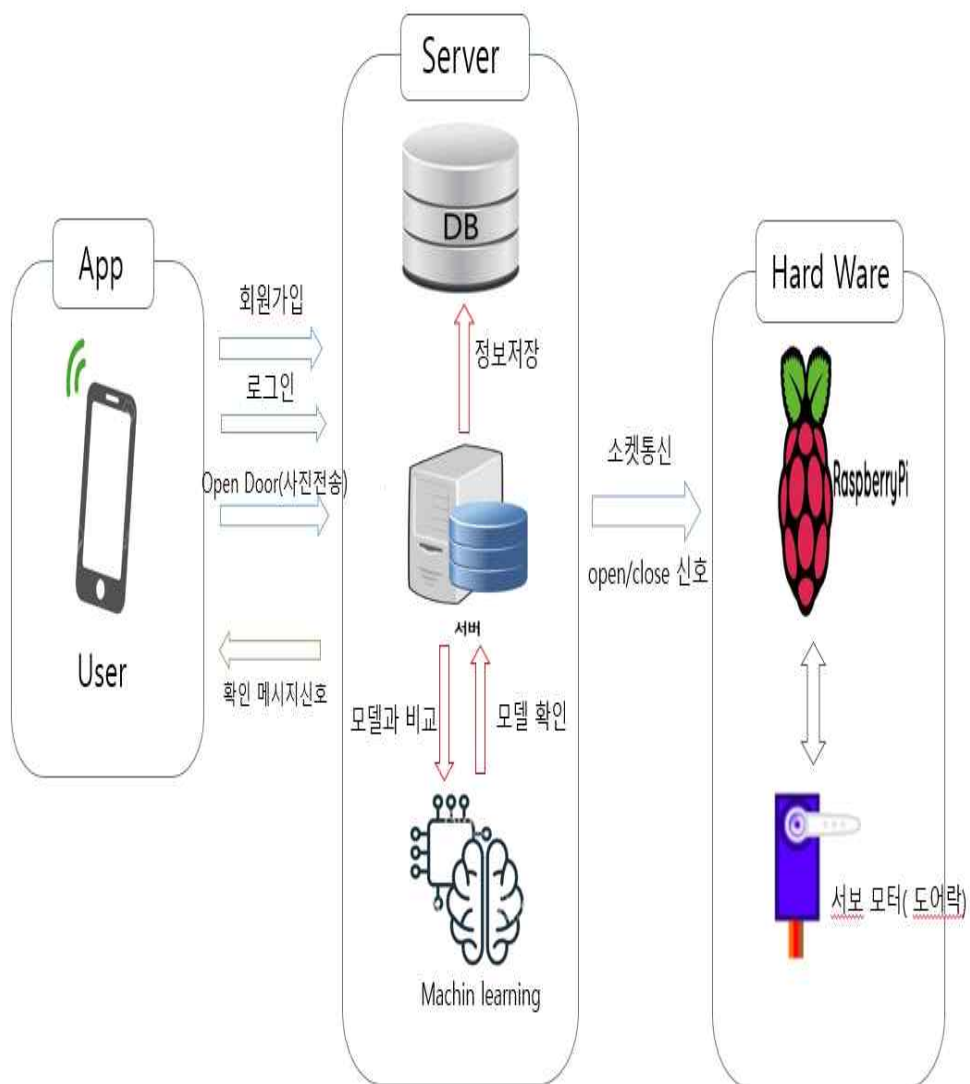 Server
DB
App
Hard Ware
회원가입
정보저장
로그인
소켓통신
RaspberryPi
Open Door(사진전송)
open/close 신호
서버
User
확인 메시지신호
모델과 비교
모델 확인
서보 모터( 도어락)
Machin learning